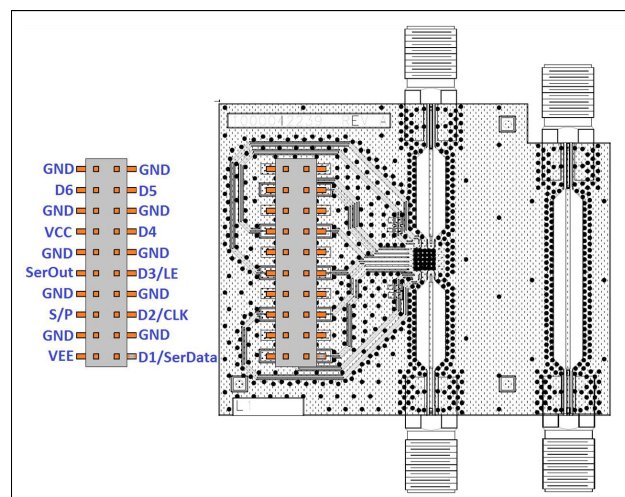 REV A
GND GND
D6 D5
GND GND
VCC D4
GND GND
SerOut D3/LE
GND GND
S/P D2/CLK
GND GND
VEE D1/SerData